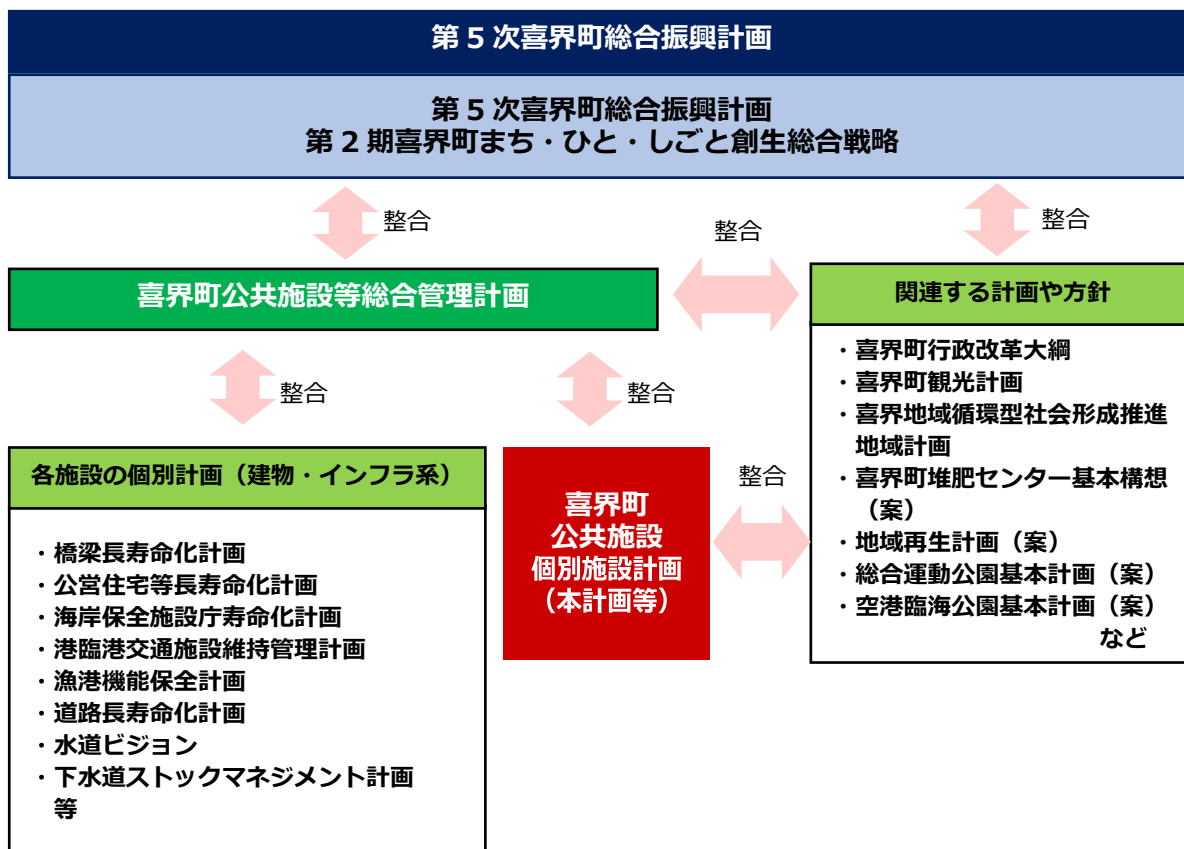 第5次喜界町総合振興計画
第5次喜界町総合振興計画
第2期喜界町まち・ひと・しごと創生総合戦略
整合
整合
整合
喜界町公共施設等総合管理計画
関連する計画や方針
・喜界町行政改革大綱
・喜界町観光計画
・喜界地域循環型社会形成推進
地域計画
・喜界町堆肥センター基本構想
（案）
・地域再生計画（案）
・総合運動公園基本計画（案）
・空港臨海公園基本計画（案）
など
整合
整合
整合
各施設の個別計画（建物・インフラ系）
・橋梁長寿命化計画
・公営住宅等長寿命化計画
・海岸保全施設庁寿命化計画
・港臨港交通施設維持管理計画
・漁港機能保全計画
・道路長寿命化計画
・水道ビジョン
・下水道ストックマネジメント計画
等
喜界町
公共施設
個別施設計画
（本計画等）